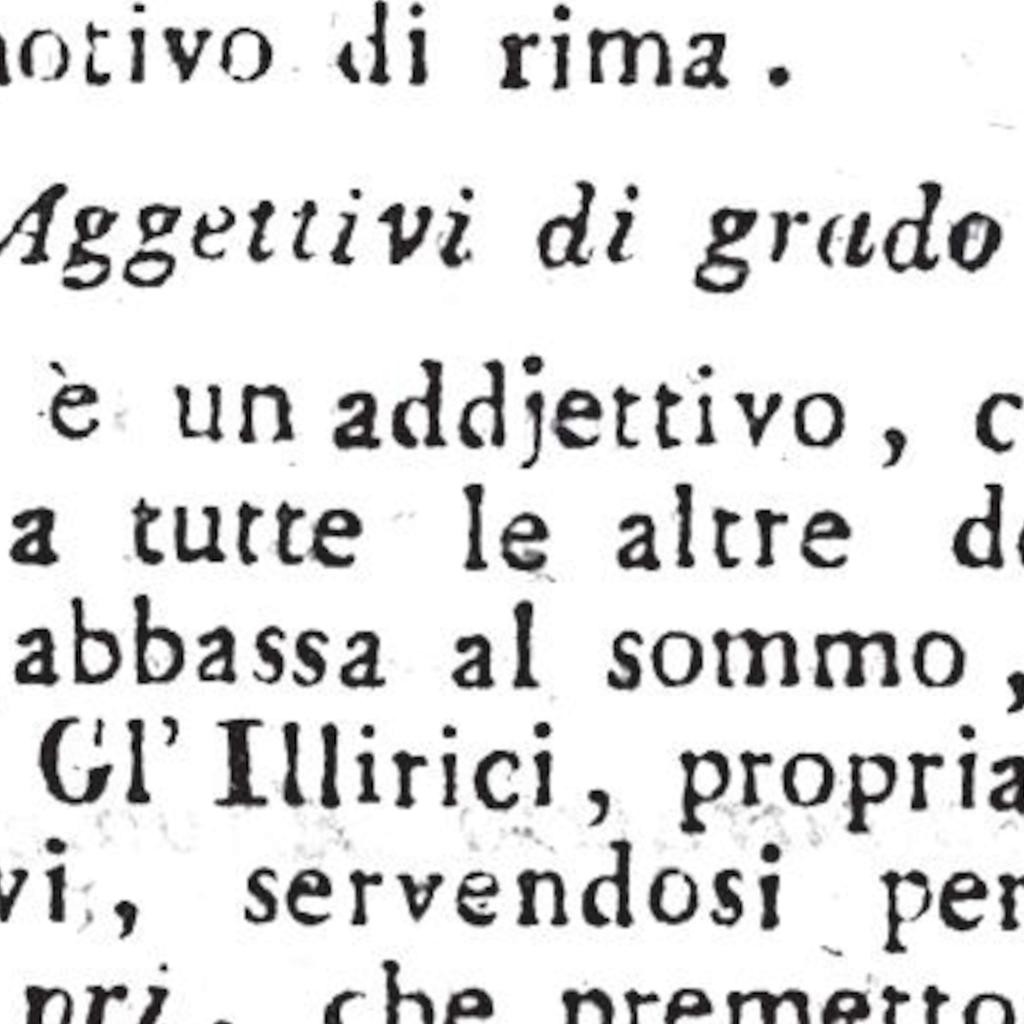 motivo di rima .
Aggettivi di grado
è un addjettivo , c
a tutte le altre de
abbassa al sommo ,
Gl' Illirici , propria
vi , servendosi per
pri , che premetto